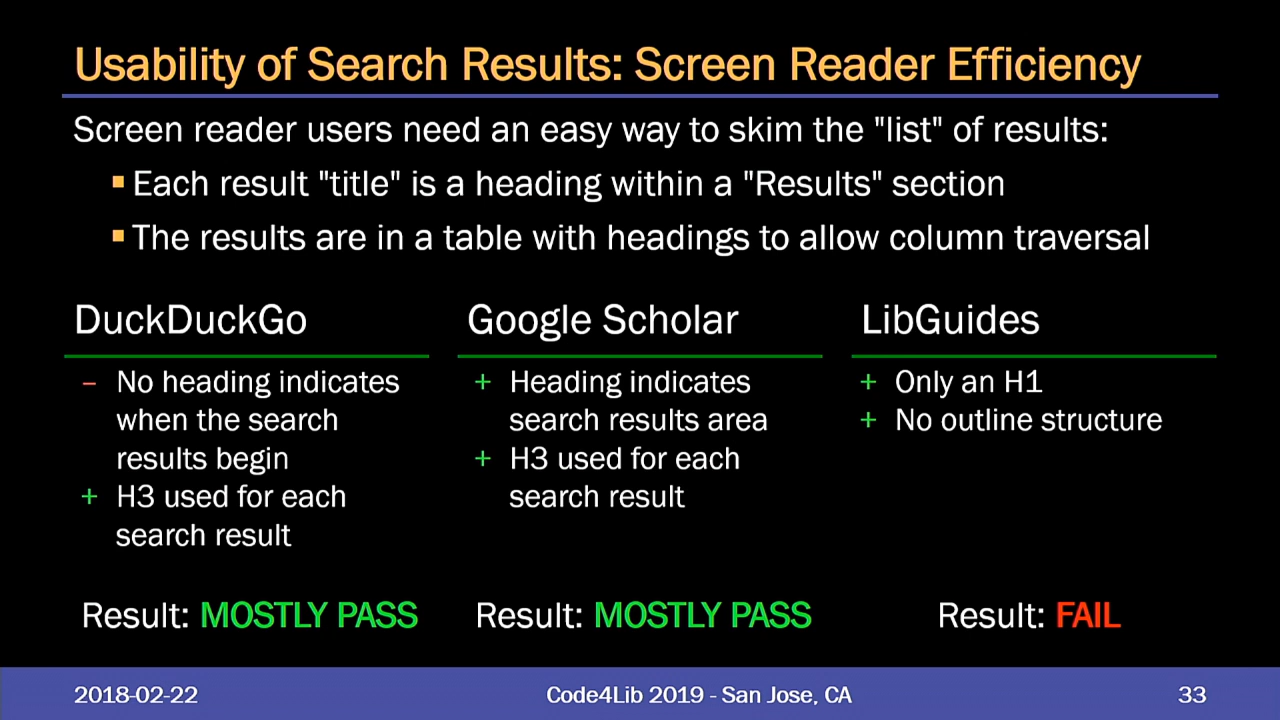 Usability of Search Results: Screen Reader Efficiency
Screen reader users need an easy way to skim the "list" of results:
▪ Each result "title" is a heading within a "Results" section
▪ The results are in a table with headings to allow column traversal
DuckDuckGo
– No heading indicates
when the search
results begin
+ H3 used for each
search result
Result: MOSTLY PASS
Google Scholar
+ Heading indicates
search results area
+ H3 used for each
search result
Result: MOSTLY PASS
LibGuides
+ Only an H1
+ No outline structure
Result: FAIL
2018-02-22
Code4Lib 2019 - San Jose, CA
33